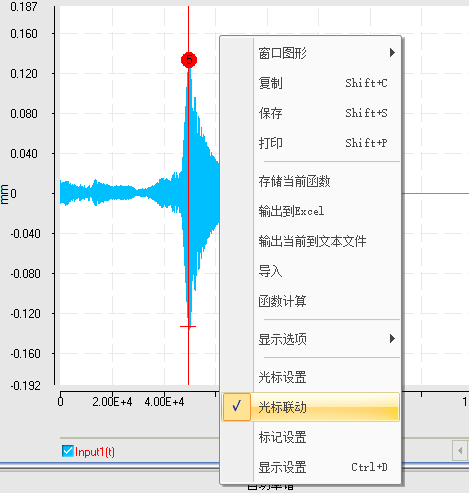 0.187
0.160
0.120
0.080
0.040
0
mm
-0.040
-0.080
-0.120
-0.160
-0.192
0
2.00E+4
4.00E+4
1.
Input1(t)
窗口图形
复制 Shift+C
保存 Shift+S
打印 Shift+P
存储当前函数
输出到Excel
输出当前到文本文件
导入
函数计算
显示选项
光标设置
光标联动
标记设置
显示设置 Ctrl+D